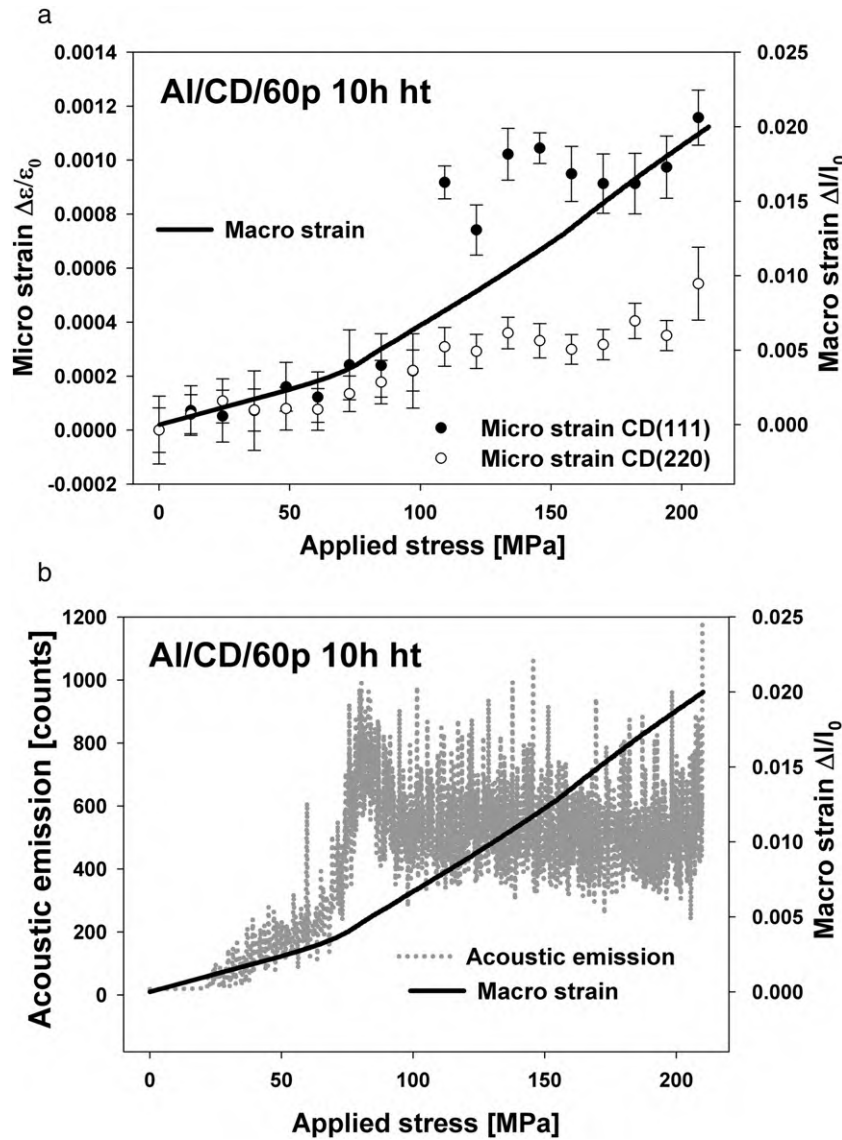 a
Al/CD/60p 10h ht
Micro strain Δε/ε0
0.0014
0.0012
0.0010
0.0008
0.0006
0.0004
0.0002
0.0000
-0.0002
Macro strain
Micro strain CD(111)
Micro strain CD(220)
0.025
0.020
0.015
0.010
0.005
0.000
Macro strain Δl/l0
0
50
100
150
200
Applied stress [MPa]
b
Al/CD/60p 10h ht
Acoustic emission [counts]
1200
1000
800
600
400
200
0
Acoustic emission
Macro strain
0.025
0.020
0.015
0.010
0.005
0.000
Macro strain Δl/l0
0
50
100
150
200
Applied stress [MPa]